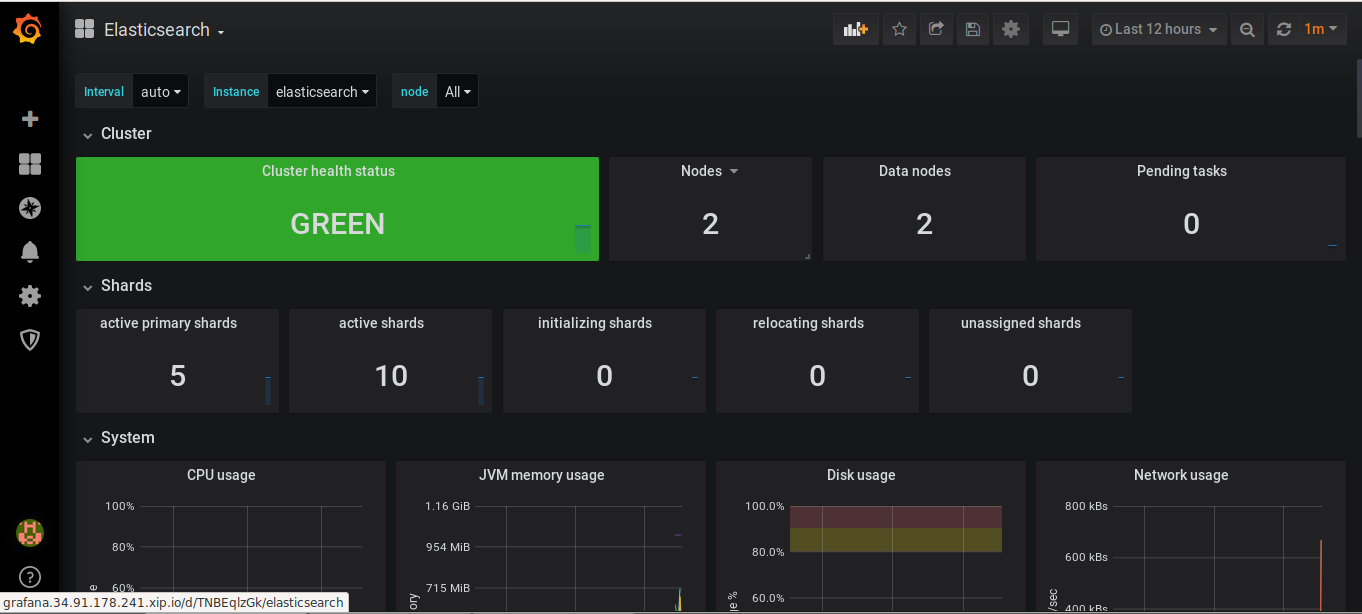 Elasticsearch
Last 12 hours
1m
Interval auto Instance elasticsearch node All
Cluster
Cluster health status
GREEN
Nodes
2
Data nodes
2
Pending tasks
0
Shards
active primary shards
5
active shards
10
initializing shards
0
relocating shards
0
unassigned shards
0
System
CPU usage
100%
80%
60%
JVM memory usage
1.16 GiB
954 MiB
715 MiB
ory
Disk usage
100.0%
80.0%
60.0%
ge %
Network usage
800 kBs
600 kBs
400 kBs
/sec
grafana.34.91.178.241.xip.io/d/TNBEqlzGk/elasticsearch